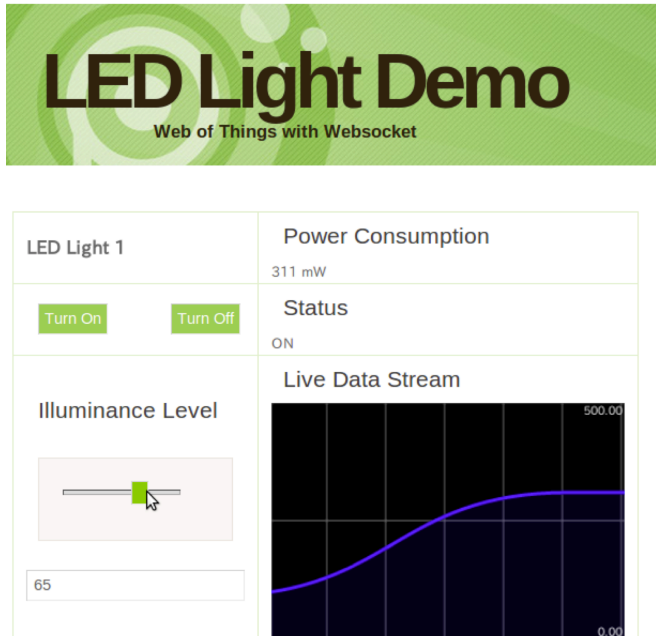 LED Light Demo
Web of Things with Websocket
LED Light 1
Power Consumption
311 mW
Turn On
Turn Off
Status
ON
Illuminance Level
Live Data Stream
500.00
65
0.00